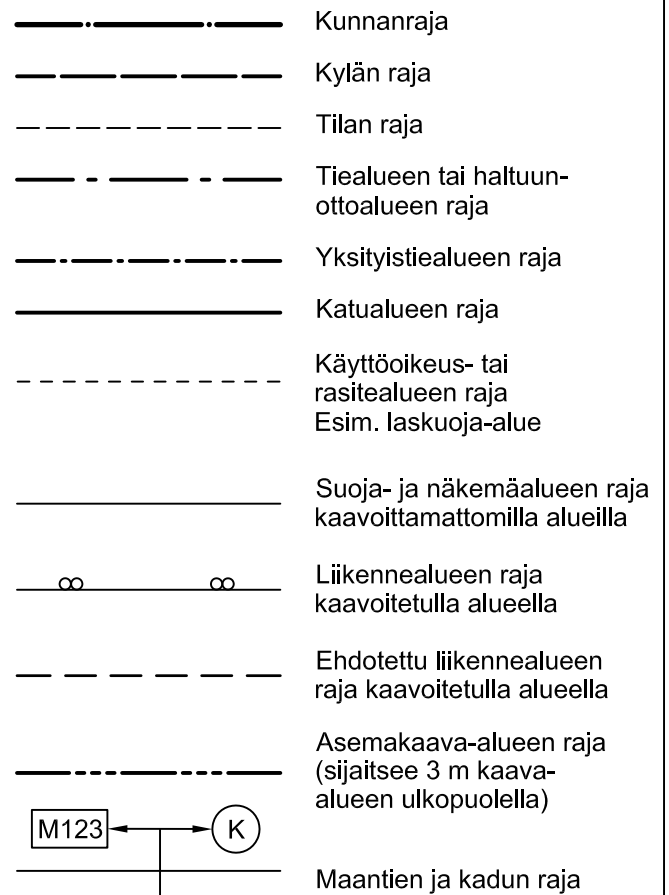 Kunnanraja
Kylän raja
Tilan raja
Tiealueen tai haltuun-
ottoalueen raja
Yksityistiealueen raja
Katualueen raja
Käyttöoikeus- tai
rasitealueen raja
Esim. laskuoja-alue
Suoja- ja näkemäalueen raja
kaavoittamattomilla alueilla
Liikennealueen raja
kaavoitetulla alueella
Ehdotettu liikennealueen
raja kaavoitetulla alueella
Asemakaava-alueen raja
(sijaitsee 3 m kaava-
alueen ulkopuolella)
M123 K
Maantien ja kadun raja